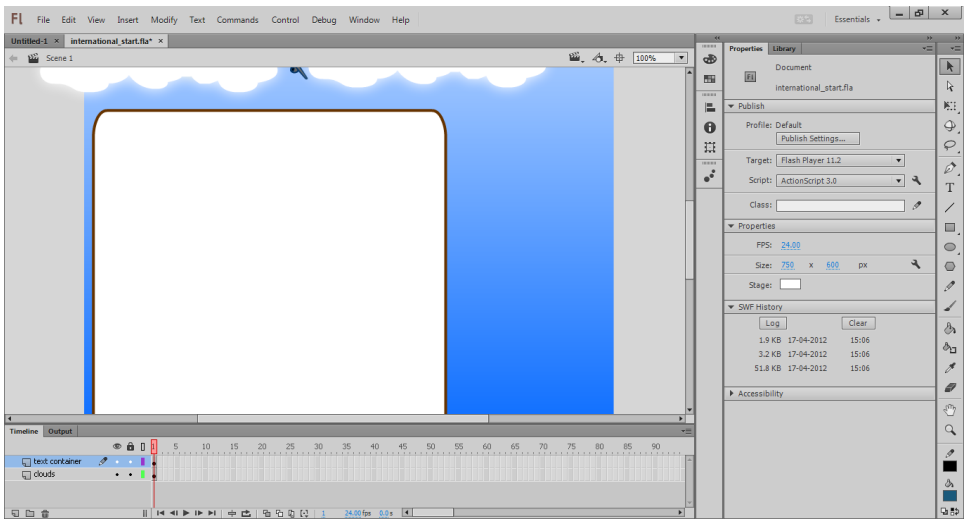 Fl File Edit View Insert Modify Text Commands Control Debug Window Help Essentials
Untitled-1 × international_start.fla* ×
Scene 1 100%
Properties Library
Document
Fl
international_start.fla
Publish
Profile: Default
Publish Settings...
Target: Flash Player 11.2
Script: ActionScript 3.0
Class:
Properties
FPS: 24.00
Size: 750 x 600 px
Stage:
SWF History
Log Clear
1.9 KB 17-04-2012 15:06
3.2 KB 17-04-2012 15:06
51.8 KB 17-04-2012 15:06
Accessibility
T
Timeline Output
1 5 10 15 20 25 30 35 40 45 50 55 60 65 70 75 80 85 90
text container
clouds
1 24.00 fps 0.0 s